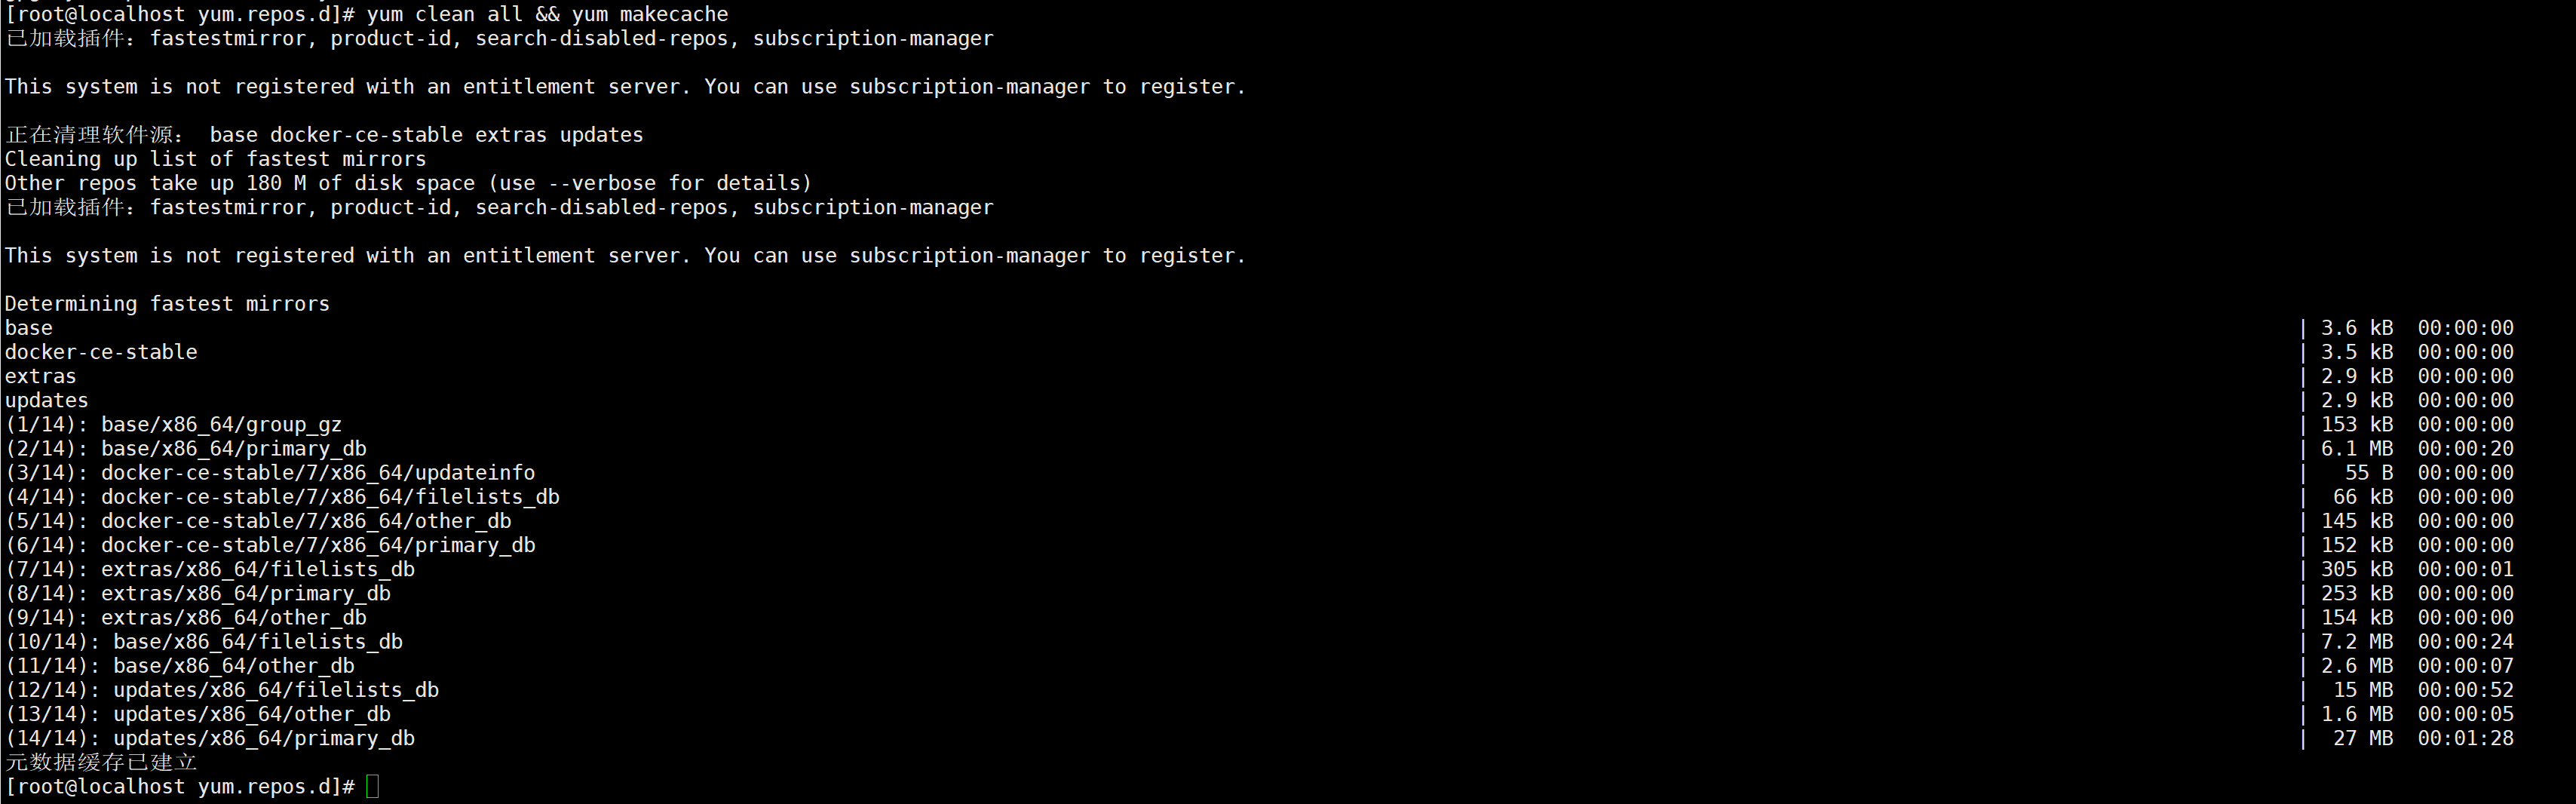 [root@localhost yum.repos.d]# yum clean all && yum makecache
已加载插件：fastestmirror, product-id, search-disabled-repos, subscription-manager
This system is not registered with an entitlement server. You can use subscription-manager to register.
正在清理软件源： base docker-ce-stable extras updates
Cleaning up list of fastest mirrors
Other repos take up 180 M of disk space (use --verbose for details)
已加载插件：fastestmirror, product-id, search-disabled-repos, subscription-manager
This system is not registered with an entitlement server. You can use subscription-manager to register.
Determining fastest mirrors
base | 3.6 kB 00:00:00
docker-ce-stable | 3.5 kB 00:00:00
extras | 2.9 kB 00:00:00
updates | 2.9 kB 00:00:00
(1/14): base/x86_64/group_gz | 153 kB 00:00:00
(2/14): base/x86_64/primary_db | 6.1 MB 00:00:20
(3/14): docker-ce-stable/7/x86_64/updateinfo | 55 B 00:00:00
(4/14): docker-ce-stable/7/x86_64/filelists_db | 66 kB 00:00:00
(5/14): docker-ce-stable/7/x86_64/other_db | 145 kB 00:00:00
(6/14): docker-ce-stable/7/x86_64/primary_db | 152 kB 00:00:00
(7/14): extras/x86_64/filelists_db | 305 kB 00:00:01
(8/14): extras/x86_64/primary_db | 253 kB 00:00:00
(9/14): extras/x86_64/other_db | 154 kB 00:00:00
(10/14): base/x86_64/filelists_db | 7.2 MB 00:00:24
(11/14): base/x86_64/other_db | 2.6 MB 00:00:07
(12/14): updates/x86_64/filelists_db | 15 MB 00:00:52
(13/14): updates/x86_64/other_db | 1.6 MB 00:00:05
(14/14): updates/x86_64/primary_db | 27 MB 00:01:28
元数据缓存已建立
[root@localhost yum.repos.d]#